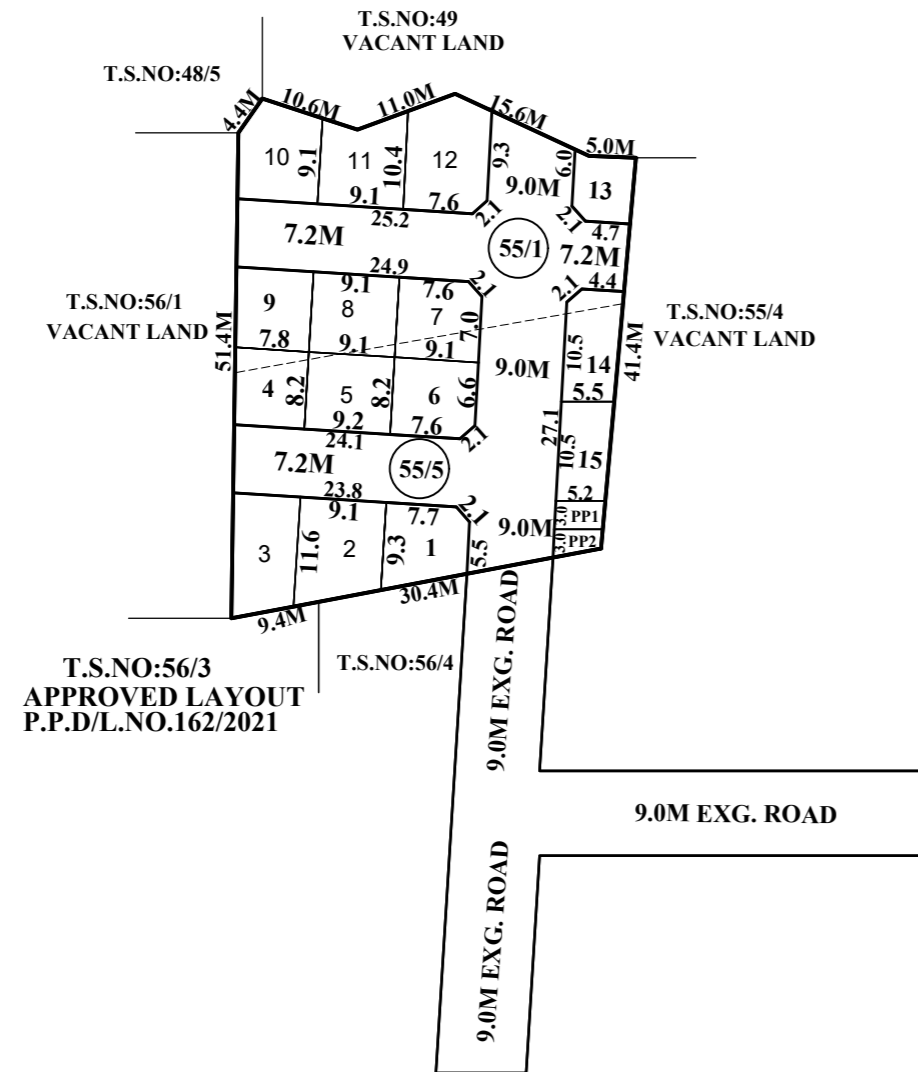 T.S.NO:49
VACANT LAND
T.S.NO:48/5
4.4M
10.6M
11.0M
15.6M
5.0M
10
9.1
11
10.4
12
9.3
9.0M
6.0
13
9.1
7.6
2.1
2.1
4.7
25.2
7.2M
55/1
7.2M
24.9
9.1
7.6
2.1
2.1
4.4
T.S.NO:56/1
VACANT LAND
T.S.NO:55/4
VACANT LAND
51.4M
41.4M
9
8
7
7.0
7.8
9.1
9.1
9.0M
10.5
14
5.5
4
8.2
5
8.2
6
6.6
9.2
7.6
2.1
27.1
24.1
7.2M
55/5
10.5
15
23.8
9.1
7.7
2.1
9.0M
5.2
3.0
PP1
3.0
PP2
3
11.6
2
9.3
1
5.5
9.4M
30.4M
T.S.NO:56/3
APPROVED LAYOUT
P.P.D/L.NO.162/2021
T.S.NO:56/4
9.0M EXG. ROAD
9.0M EXG. ROAD
9.0M EXG. ROAD